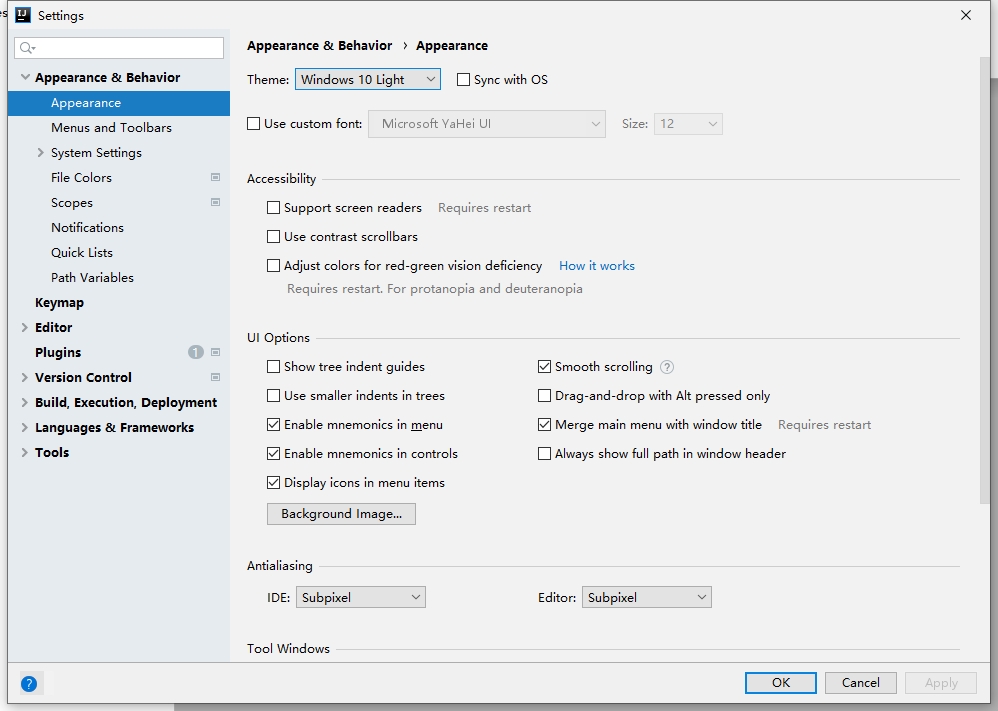 es
IJ
Settings
Appearance & Behavior
Appearance
Menus and Toolbars
System Settings
File Colors
Scopes
Notifications
Quick Lists
Path Variables
Keymap
Editor
Plugins 1
Version Control
Build, Execution, Deployment
Languages & Frameworks
Tools
Appearance & Behavior › Appearance
Theme: Windows 10 Light Sync with OS
Use custom font: Microsoft YaHei UI Size: 12
Accessibility
Support screen readers Requires restart
Use contrast scrollbars
Adjust colors for red-green vision deficiency How it works
Requires restart. For protanopia and deuteranopia
UI Options
Show tree indent guides Smooth scrolling ?
Use smaller indents in trees Drag-and-drop with Alt pressed only
Enable mnemonics in menu Merge main menu with window title Requires restart
Enable mnemonics in controls Always show full path in window header
Display icons in menu items
Background Image...
Antialiasing
IDE: Subpixel Editor: Subpixel
Tool Windows
? OK Cancel Apply